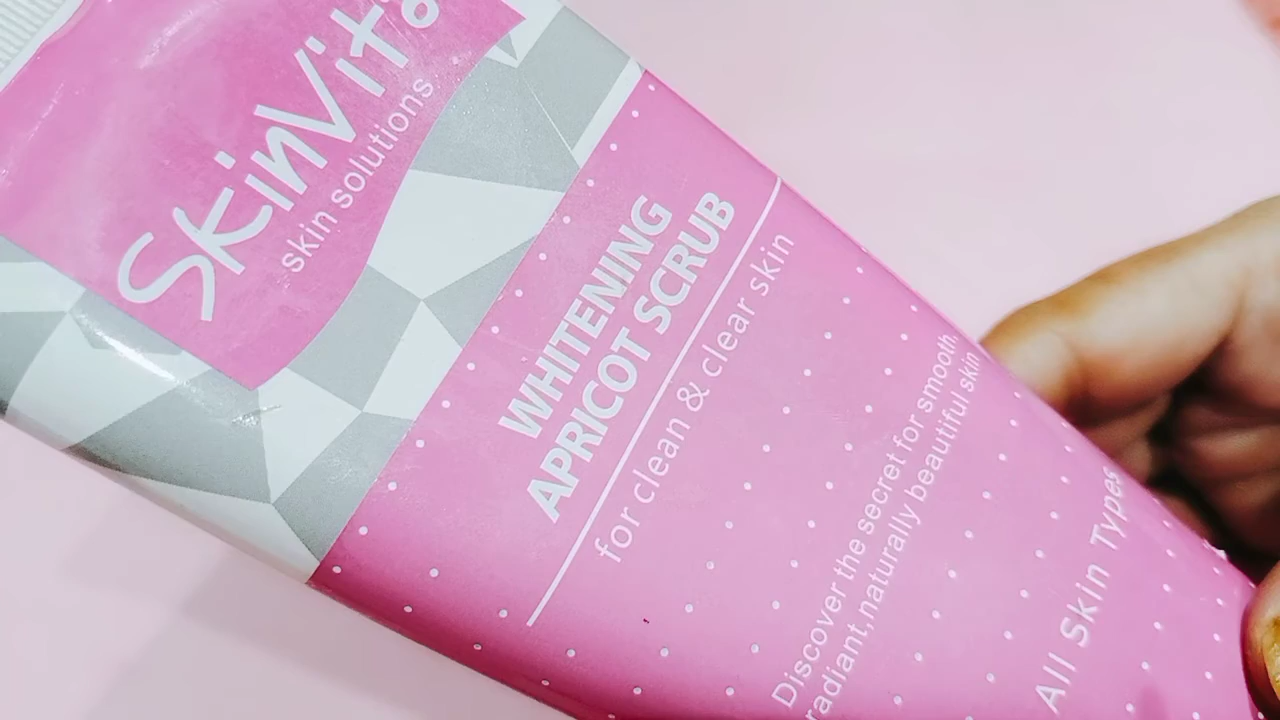 SkinVita
skin solutions
WHITENING
APRICOT SCRUB
for clean & clear skin
Discover the secret for smooth,
radiant, naturally beautiful skin
All Skin Types